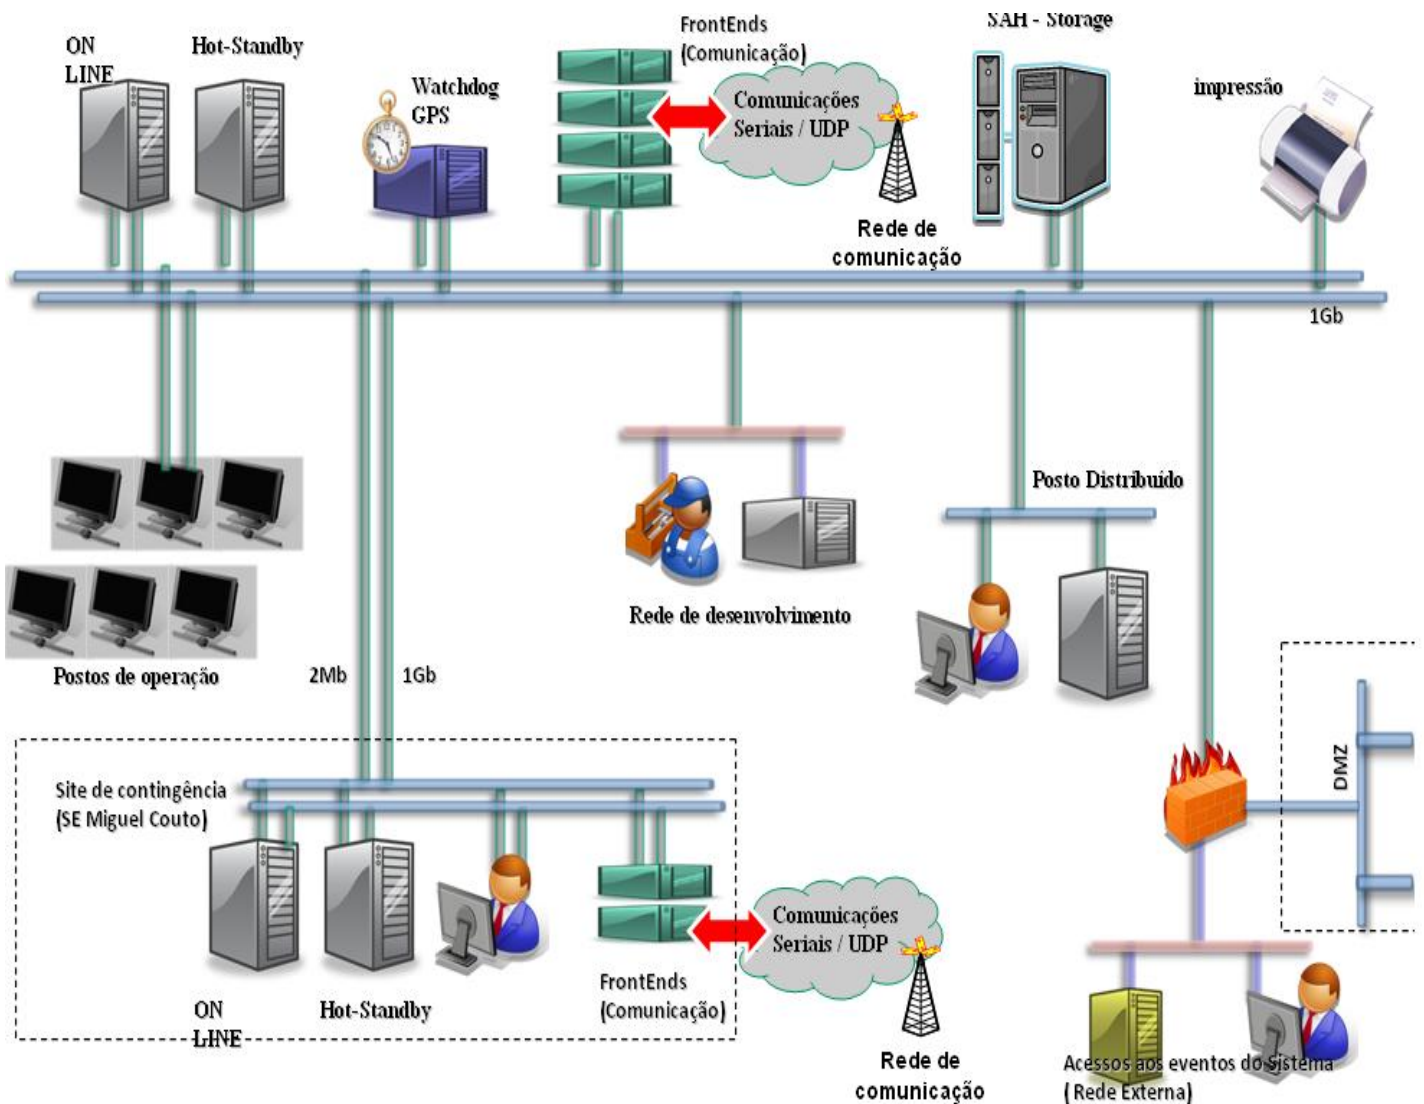 ON
LINE
Hot-Standby
Watchdog
GPS
FrontEnds
(Comunicação)
Comunicações
Seriais / UDP
Rede de
comunicação
SAH - Storage
impressão
1Gb
Postos de operação
2Mb
1Gb
Rede de desenvolvimento
Posto Distribuído
DMZ
Site de contingência
(SE Miguel Couto)
ON
LINE
Hot-Standby
FrontEnds
(Comunicação)
Comunicações
Seriais / UDP
Rede de
comunicação
Acessos aos eventos do Sistema
( Rede Externa)